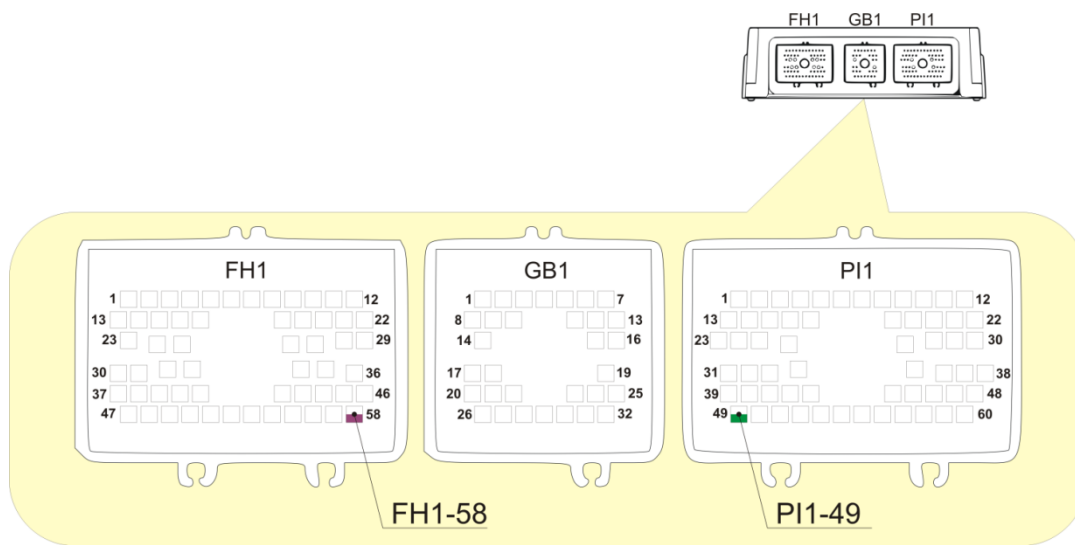 FH1 GB1 PI1
FH1 GB1 PI1
1 12 1 7 1 12
13 22 8 13 13 22
23 29 14 16 23 30
30 36 17 19 31 38
37 46 20 25 39 48
47 58 26 32 49 60
FH1-58 PI1-49